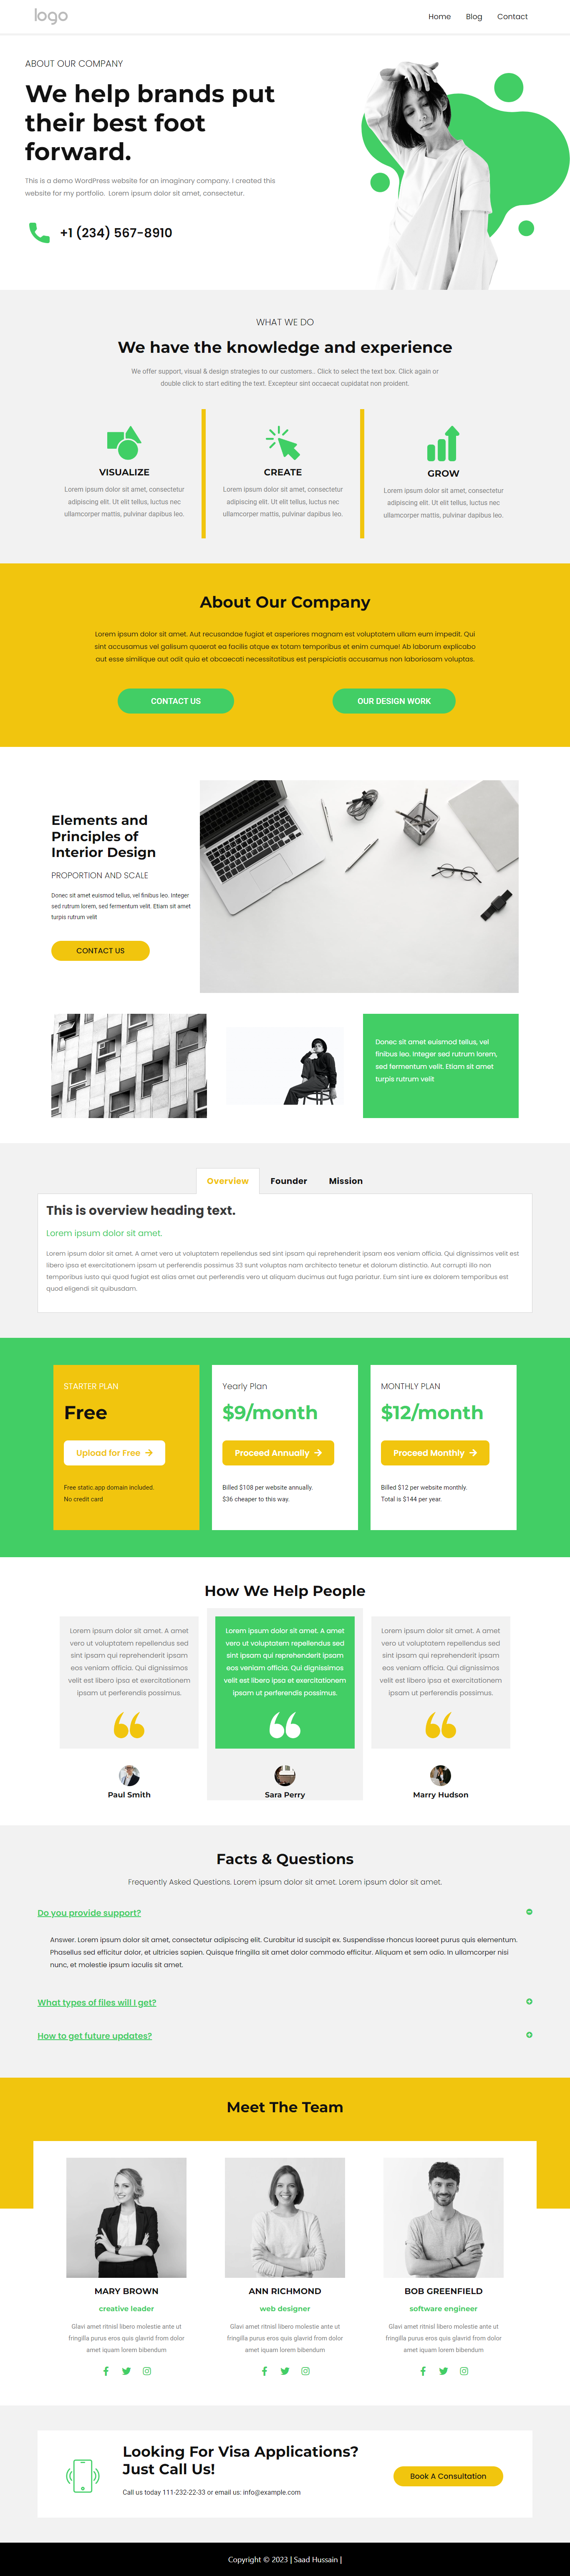 logo
Home Blog Contact
ABOUT OUR COMPANY
We help brands put
their best foot
forward.
This is a demo WordPress website for an imaginary company. I created this
website for my portfolio. Lorem ipsum dolor sit amet, consectetur.
+1 (234) 567-8910
WHAT WE DO
We have the knowledge and experience
We offer support, visual & design strategies to our customers.. Click to select the text box. Click again or
double click to start editing the text. Excepteur sint occaecat cupidatat non proident.
VISUALIZE
Lorem ipsum dolor sit amet, consectetur
adipiscing elit. Ut elit tellus, luctus nec
ullamcorper mattis, pulvinar dapibus leo.
CREATE
Lorem ipsum dolor sit amet, consectetur
adipiscing elit. Ut elit tellus, luctus nec
ullamcorper mattis, pulvinar dapibus leo.
GROW
Lorem ipsum dolor sit amet, consectetur
adipiscing elit. Ut elit tellus, luctus nec
ullamcorper mattis, pulvinar dapibus leo.
About Our Company
Lorem ipsum dolor sit amet. Aut recusandae fugiat et asperiores magnam est voluptatem ullam eum impedit. Qui
sint accusamus vel galisum quaerat ea facilis atque ex totam temporibus et enim cumque! Ab laborum explicabo
aut esse similique aut odit quia et obcaecati necessitatibus est perspiciatis accusamus non laboriosam voluptas.
CONTACT US
OUR DESIGN WORK
Elements and
Principles of
Interior Design
PROPORTION AND SCALE
Donec sit amet euismod tellus, vel finibus leo. Integer
sed rutrum lorem, sed fermentum velit. Etiam sit amet
turpis rutrum velit
CONTACT US
Donec sit amet euismod tellus, vel
finibus leo. Integer sed rutrum lorem,
sed fermentum velit. Etiam sit amet
turpis rutrum velit
Overview Founder Mission
This is overview heading text.
Lorem ipsum dolor sit amet.
Lorem ipsum dolor sit amet. A amet vero ut voluptatem repellendus sed sint ipsam qui reprehenderit ipsam eos veniam officia. Qui dignissimos velit est
libero ipsa et exercitationem ipsam ut perferendis possimus 33 sunt voluptas nam architecto tenetur et dolorum distinctio. Aut corrupti illo non
temporibus iusto qui quod fugiat est alias amet aut perferendis vero ut aliquam ducimus aut fuga pariatur. Eum sint iure ex dolorem temporibus est
quod eligendi sit quibusdam.
STARTER PLAN
Free
Upload for Free
Free static.app domain included.
No credit card
Yearly Plan
$9/month
Proceed Annually
Billed $108 per website annually.
$36 cheaper to this way.
MONTHLY PLAN
$12/month
Proceed Monthly
Billed $12 per website monthly.
Total is $144 per year.
How We Help People
Lorem ipsum dolor sit amet. A amet
vero ut voluptatem repellendus sed
sint ipsam qui reprehenderit ipsam
eos veniam officia. Qui dignissimos
velit est libero ipsa et exercitationem
ipsam ut perferendis possimus.
Paul Smith
Lorem ipsum dolor sit amet. A amet
vero ut voluptatem repellendus sed
sint ipsam qui reprehenderit ipsam
eos veniam officia. Qui dignissimos
velit est libero ipsa et exercitationem
ipsam ut perferendis possimus.
Sara Perry
Lorem ipsum dolor sit amet. A amet
vero ut voluptatem repellendus sed
sint ipsam qui reprehenderit ipsam
eos veniam officia. Qui dignissimos
velit est libero ipsa et exercitationem
ipsam ut perferendis possimus.
Marry Hudson
Facts & Questions
Frequently Asked Questions. Lorem ipsum dolor sit amet. Lorem ipsum dolor sit amet.
Do you provide support?
Answer. Lorem ipsum dolor sit amet, consectetur adipiscing elit. Curabitur id suscipit ex. Suspendisse rhoncus laoreet purus quis elementum.
Phasellus sed efficitur dolor, et ultricies sapien. Quisque fringilla sit amet dolor commodo efficitur. Aliquam et sem odio. In ullamcorper nisi
nunc, et molestie ipsum iaculis sit amet.
What types of files will I get?
How to get future updates?
Meet The Team
MARY BROWN
creative leader
Glavi amet ritnisl libero molestie ante ut
fringilla purus eros quis glavrid from dolor
amet iquam lorem bibendum
ANN RICHMOND
web designer
Glavi amet ritnisl libero molestie ante ut
fringilla purus eros quis glavrid from dolor
amet iquam lorem bibendum
BOB GREENFIELD
software engineer
Glavi amet ritnisl libero molestie ante ut
fringilla purus eros quis glavrid from dolor
amet iquam lorem bibendum
Looking For Visa Applications?
Just Call Us!
Call us today 111-232-22-33 or email us: info@example.com
Book A Consultation
Copyright © 2023 | Saad Hussain |